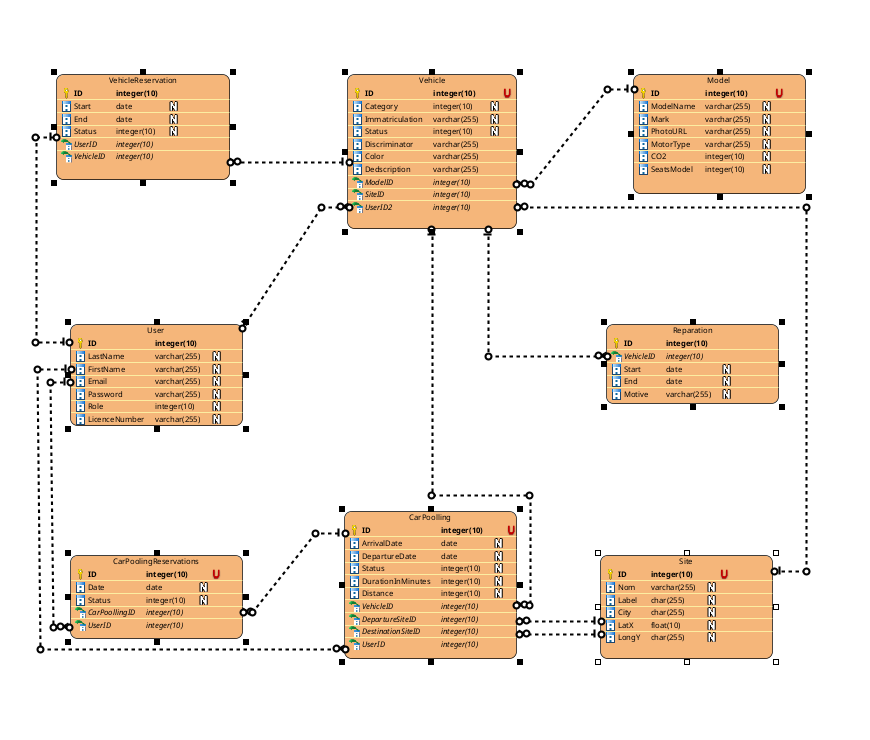 VehicleReservation
ID integer(10)
Start date N
End date N
Status integer(10) N
UserID integer(10)
VehicleID integer(10)
Vehicle
ID integer(10) U
Category integer(10) N
Immatriculation varchar(255)
Status integer(10) N
Discriminator varchar(255)
Color varchar(255)
Dedscription varchar(255)
ModelID integer(10)
SiteID integer(10)
UserID2 integer(10)
Model
ID integer(10) U
ModelName varchar(255) N
Mark varchar(255) N
PhotoURL varchar(255) N
MotorType varchar(255) N
CO2 integer(10) N
SeatsModel integer(10) N
User
ID integer(10)
LastName varchar(255) N
FirstName varchar(255) N
Email varchar(255) N
Password varchar(255) N
Role integer(10) N
LicenceNumber varchar(255) N
Reparation
ID integer(10)
VehicleID integer(10)
Start date N
End date N
Motive varchar(255) N
CarPoolingReservations
ID integer(10) U
Date date N
Status integer(10) N
CarPoollingID integer(10)
UserID integer(10)
CarPoolling
ID integer(10) U
ArrivalDate date N
DepartureDate date N
Status integer(10) N
DurationInMinutes integer(10) N
Distance integer(10) N
VehicleID integer(10)
DepartureSiteID integer(10)
DestinationSiteID integer(10)
UserID integer(10)
Site
ID integer(10) U
Nom varchar(255) N
Label char(255) N
City char(255) N
LatX float(10) N
LongY char(255) N